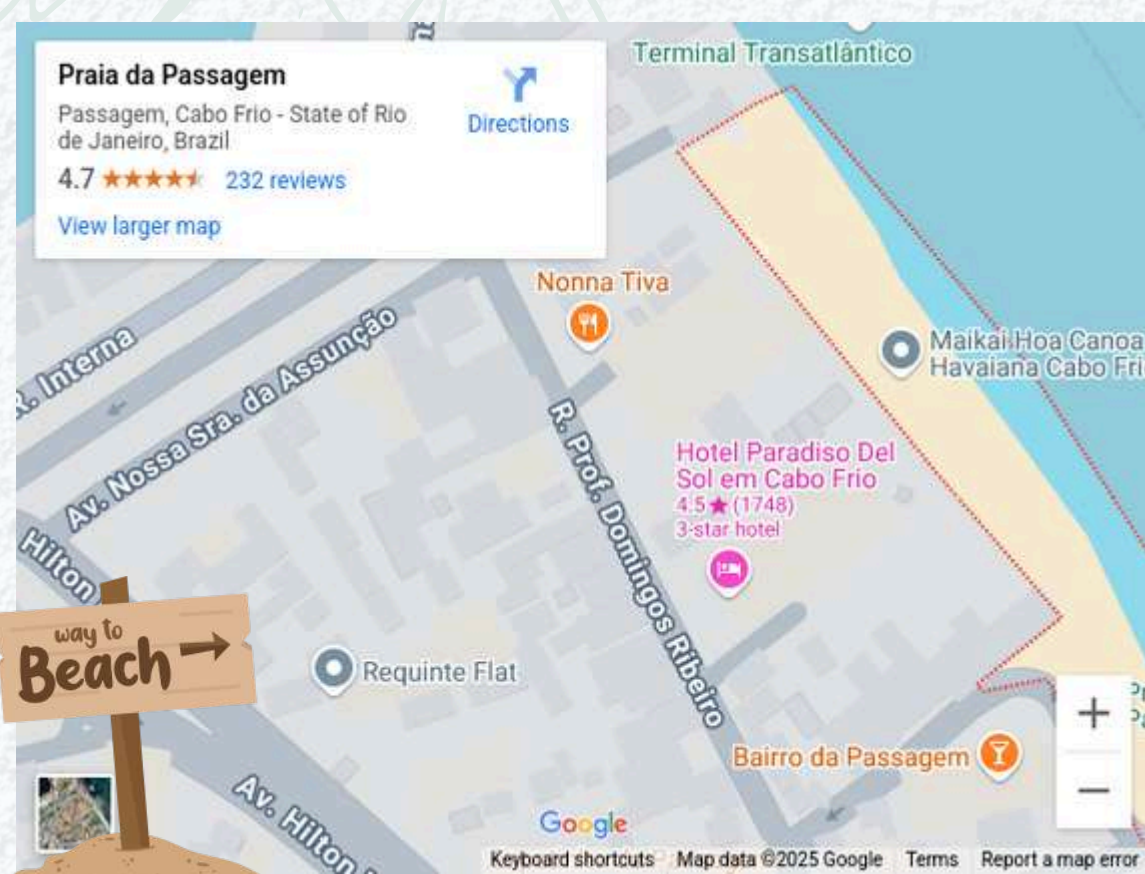 Praia da Passagem
Passagem, Cabo Frio - State of Rio
de Janeiro, Brazil
4.7
232 reviews
View larger map
Directions
Terminal Transatlântico
Nonna Tiva
Maikai Hoa Canoa
Havaiana Cabo Fri
R. Interna
Av. Nossa Sra. da Assunção
R. Prof. Domingos Ribeiro
Hotel Paradiso Del
Sol em Cabo Frio
4.5★ (1748)
3-star hotel
Hilton
way to
Beach
Requinte Flat
Bairro da Passagem
Av. Hilton
+
−
Google
Keyboard shortcuts
Map data ©2025 Google
Terms
Report a map error